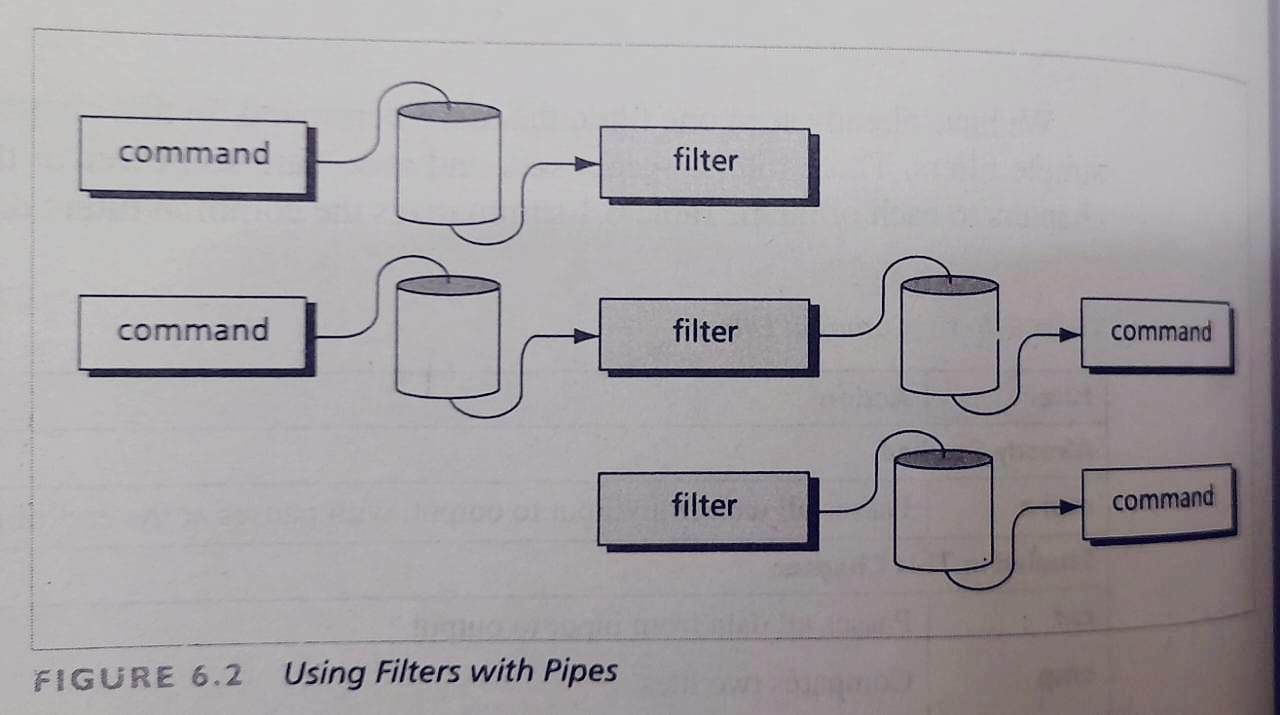 command
filter
command
filter
command
filter
command
FIGURE 6.2 Using Filters with Pipes